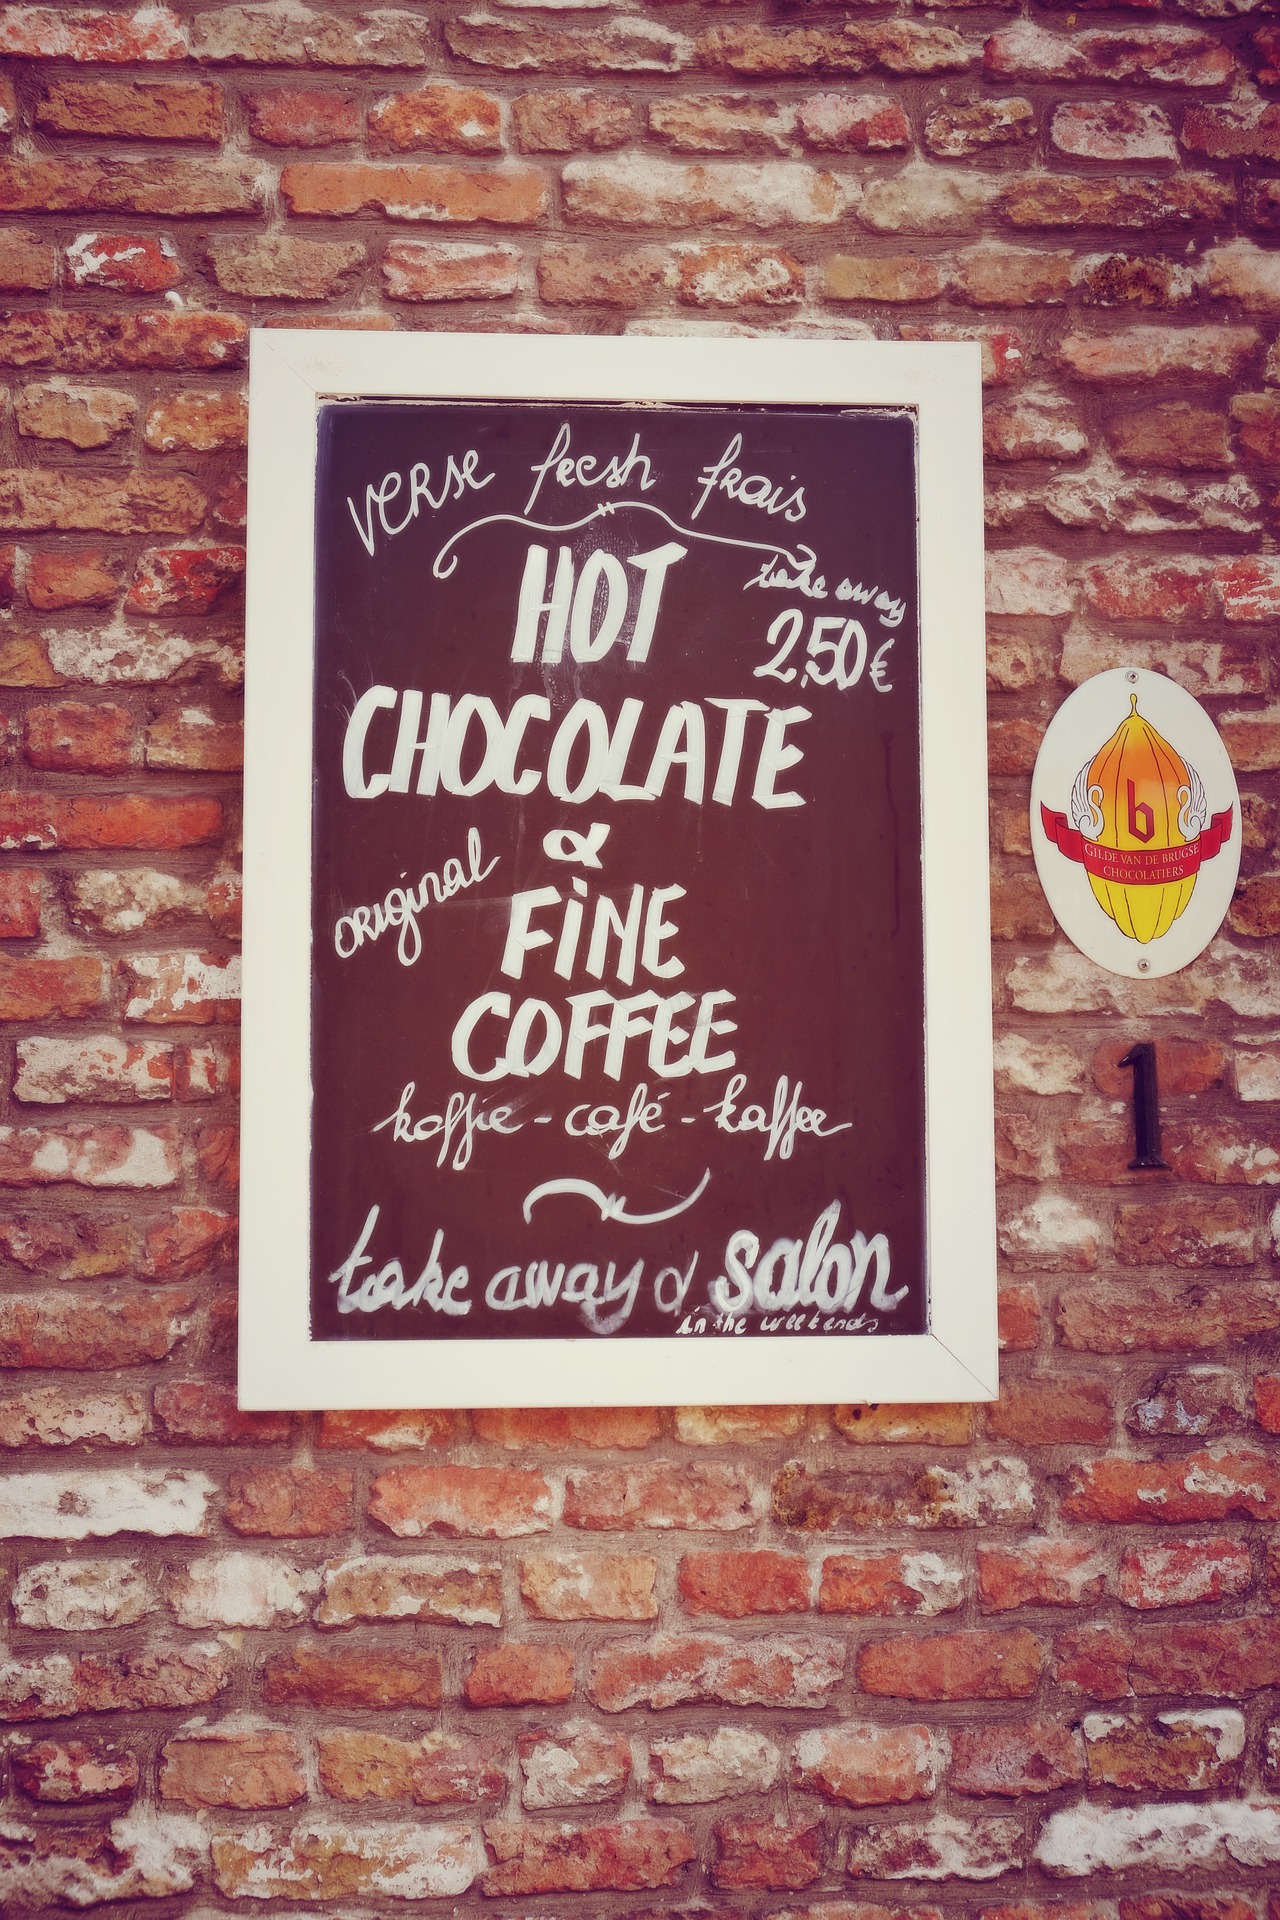 VERSE fresh frais
HOT
take away
2,50€
CHOCOLATE
&
original
FINE
COFFEE
koffie - café - kaffee
take away & salon
in the weekends
b
GILDE VAN DE BRUGSE
CHOCOLATIERS
1